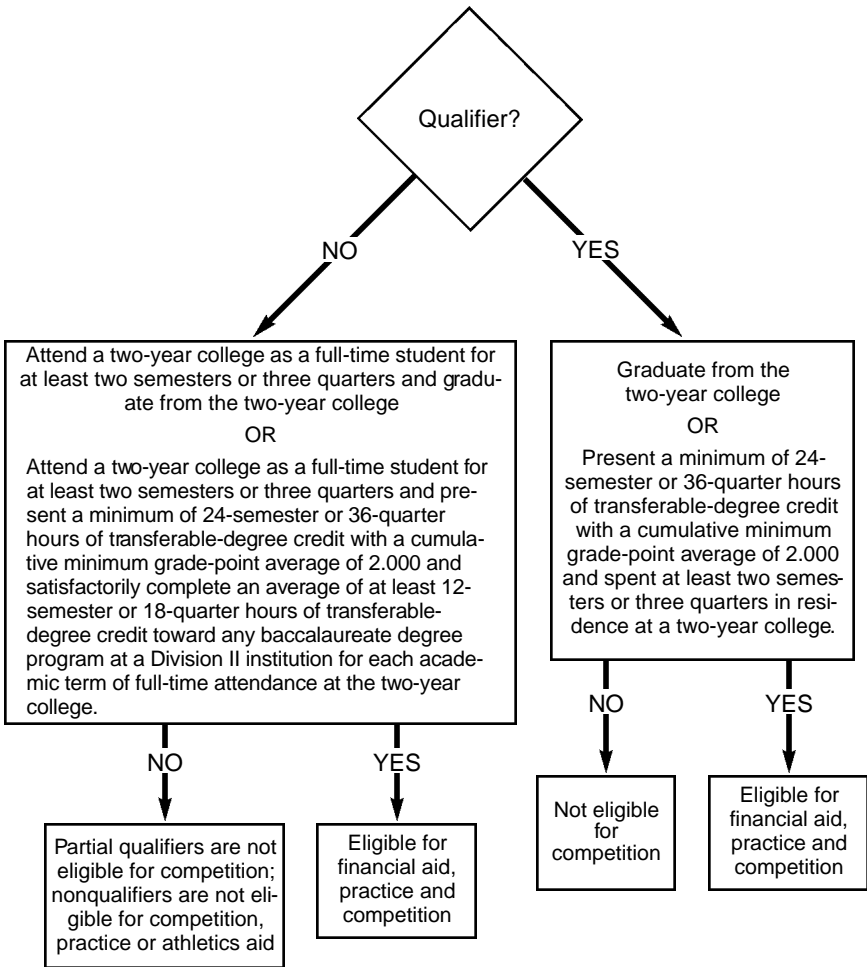 Qualifier?
NO
YES
Attend a two-year college as a full-time student for
at least two semesters or three quarters and gradu-
ate from the two-year college
OR
Attend a two-year college as a full-time student for
at least two semesters or three quarters and pre-
sent a minimum of 24-semester or 36-quarter
hours of transferable-degree credit with a cumula-
tive minimum grade-point average of 2.000 and
satisfactorily complete an average of at least 12-
semester or 18-quarter hours of transferable-
degree credit toward any baccalaureate degree
program at a Division II institution for each acade-
mic term of full-time attendance at the two-year
college.
Graduate from the
two-year college
OR
Present a minimum of 24-
semester or 36-quarter hours
of transferable-degree credit
with a cumulative minimum
grade-point average of 2.000
and spent at least two semes-
ters or three quarters in resi-
dence at a two-year college.
NO
YES
NO
YES
Partial qualifiers are not
eligible for competition;
nonqualifiers are not eli-
gible for competition,
practice or athletics aid
Eligible for
financial aid,
practice and
competition
Not eligible
for
competition
Eligible for
financial aid,
practice and
competition